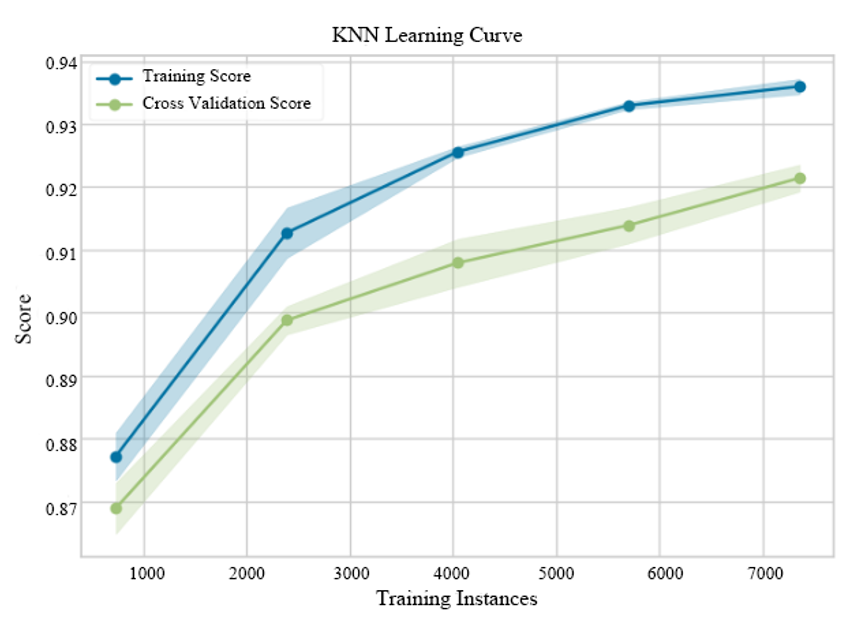 KNN Learning Curve
0.94
Training Score
Cross Validation Score
0.93
0.92
0.91
0.90
0.89
0.88
0.87
Score
1000 2000 3000 4000 5000 6000 7000
Training Instances